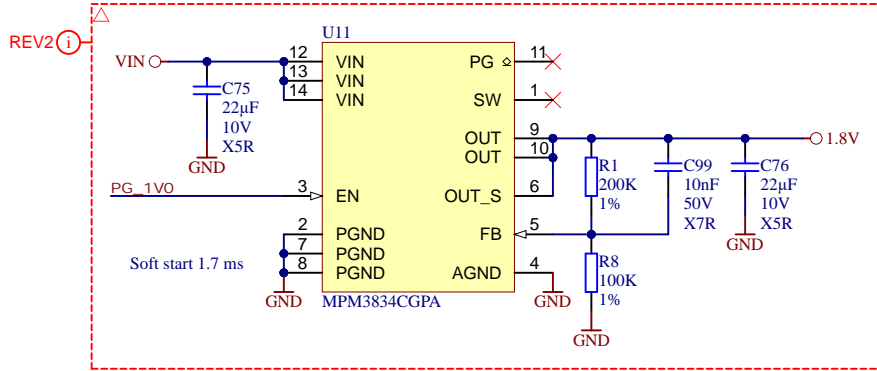 REV2 i
U11
VIN
12 VIN
13 VIN
14 VIN
PG 11
SW 1
C75
22µF
10V
X5R
GND
OUT 9
OUT 10
OUT_S 6
1.8V
R1
200K
1%
C99
10nF
50V
X7R
C76
22µF
10V
X5R
GND
PG_1V0
3 EN
FB 5
2 PGND
7 PGND
8 PGND
AGND 4
Soft start 1.7 ms
R8
100K
1%
GND
MPM3834CGPA
GND
GND